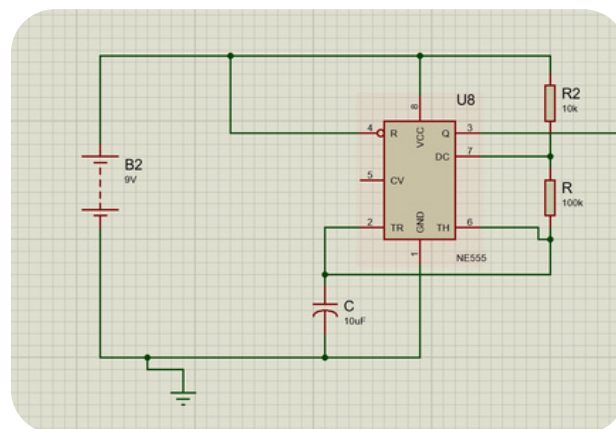 U8
R2
10k
8
4
R
VCC
Q
3
DC
7
B2
9V
5
CV
R
100k
2
TR
GND
TH
6
1
NE555
C
10uF